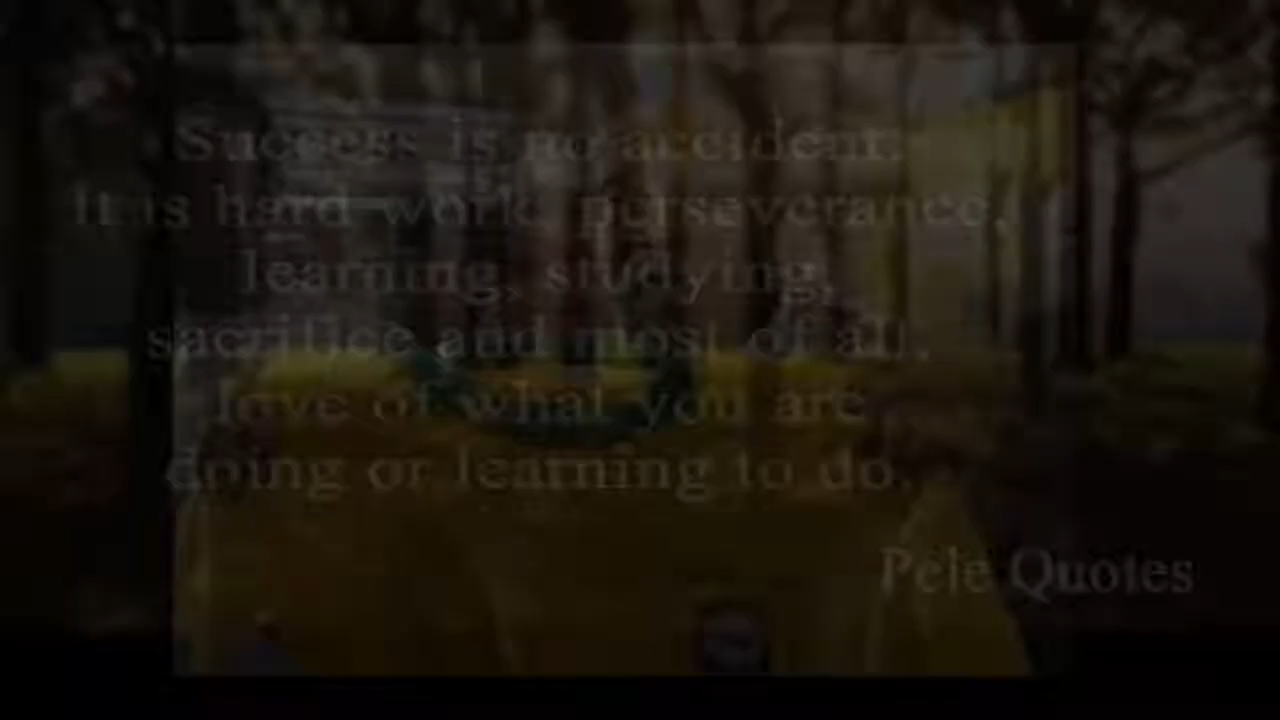 Success is no accident.
It is hard work, perseverance,
learning, studying,
sacrifice and most of all,
love of what you are
doing or learning to do.
Pele Quotes